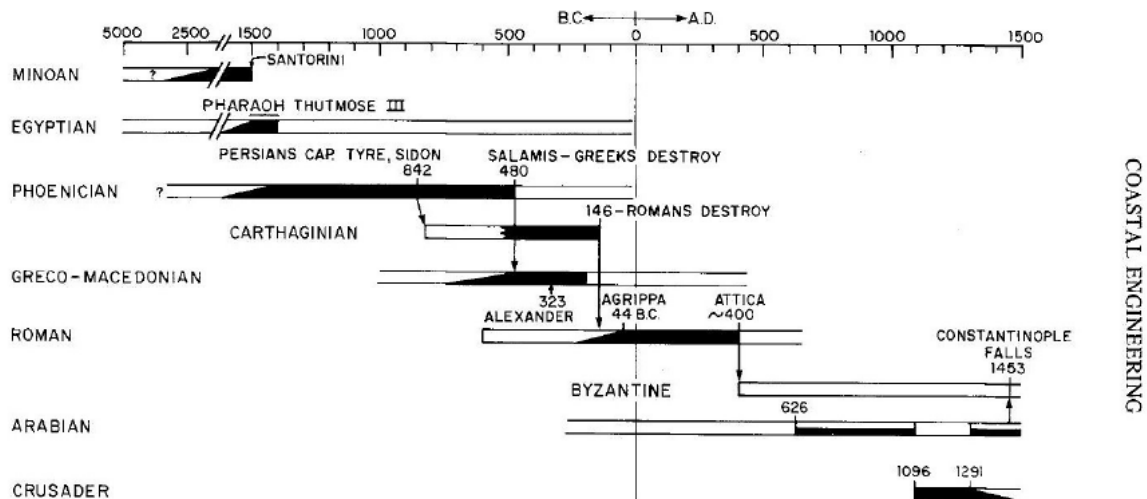 B.C. A.D.
5000 2500 1500 1000 500 0 500 1000 1500
SANTORINI
MINOAN ?
PHARAOH THUTMOSE III
EGYPTIAN
PERSIANS CAP. TYRE, SIDON SALAMIS-GREEKS DESTROY
842 480
PHOENICIAN ?
146-ROMANS DESTROY
CARTHAGINIAN
GRECO-MACEDONIAN
323 AGRIPPA ATTICA
ALEXANDER 44 B.C. ~400
ROMAN CONSTANTINOPLE
FALLS
1453
BYZANTINE
626
ARABIAN
1096 1291
CRUSADER
COASTAL ENGINEERING